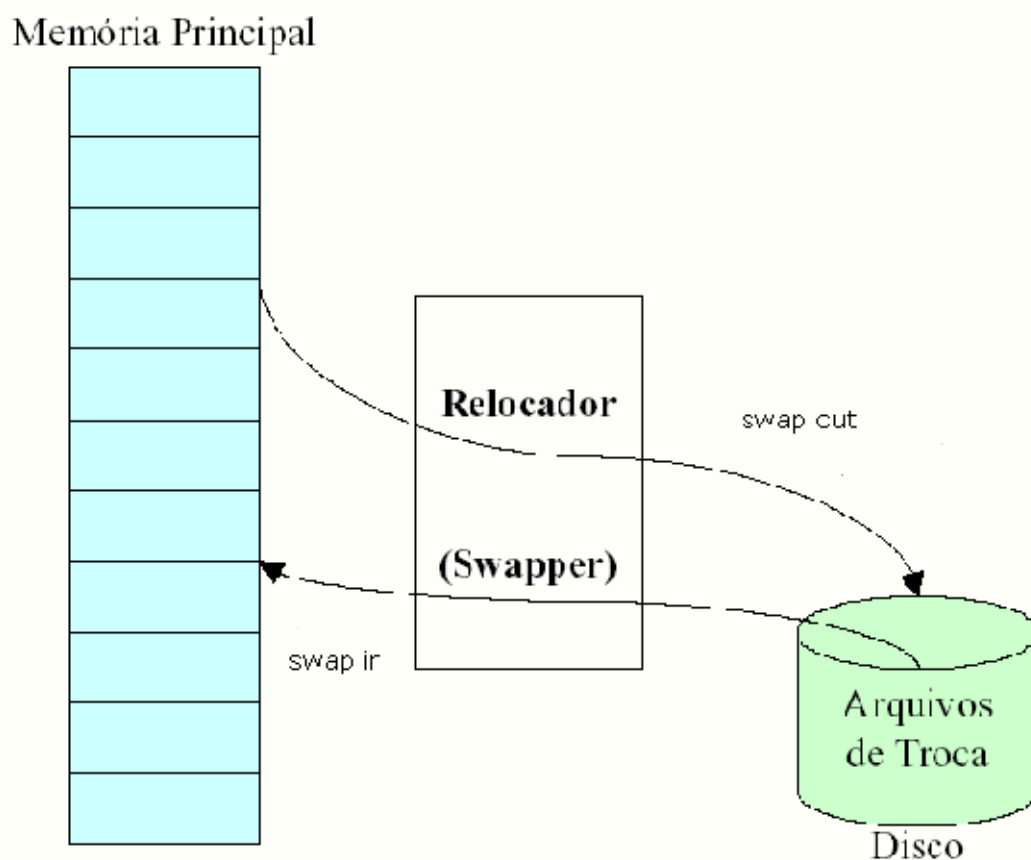 Memória Principal
Relocador
swap cut
(Swapper)
swap ir
Arquivos
de Troca
Disco